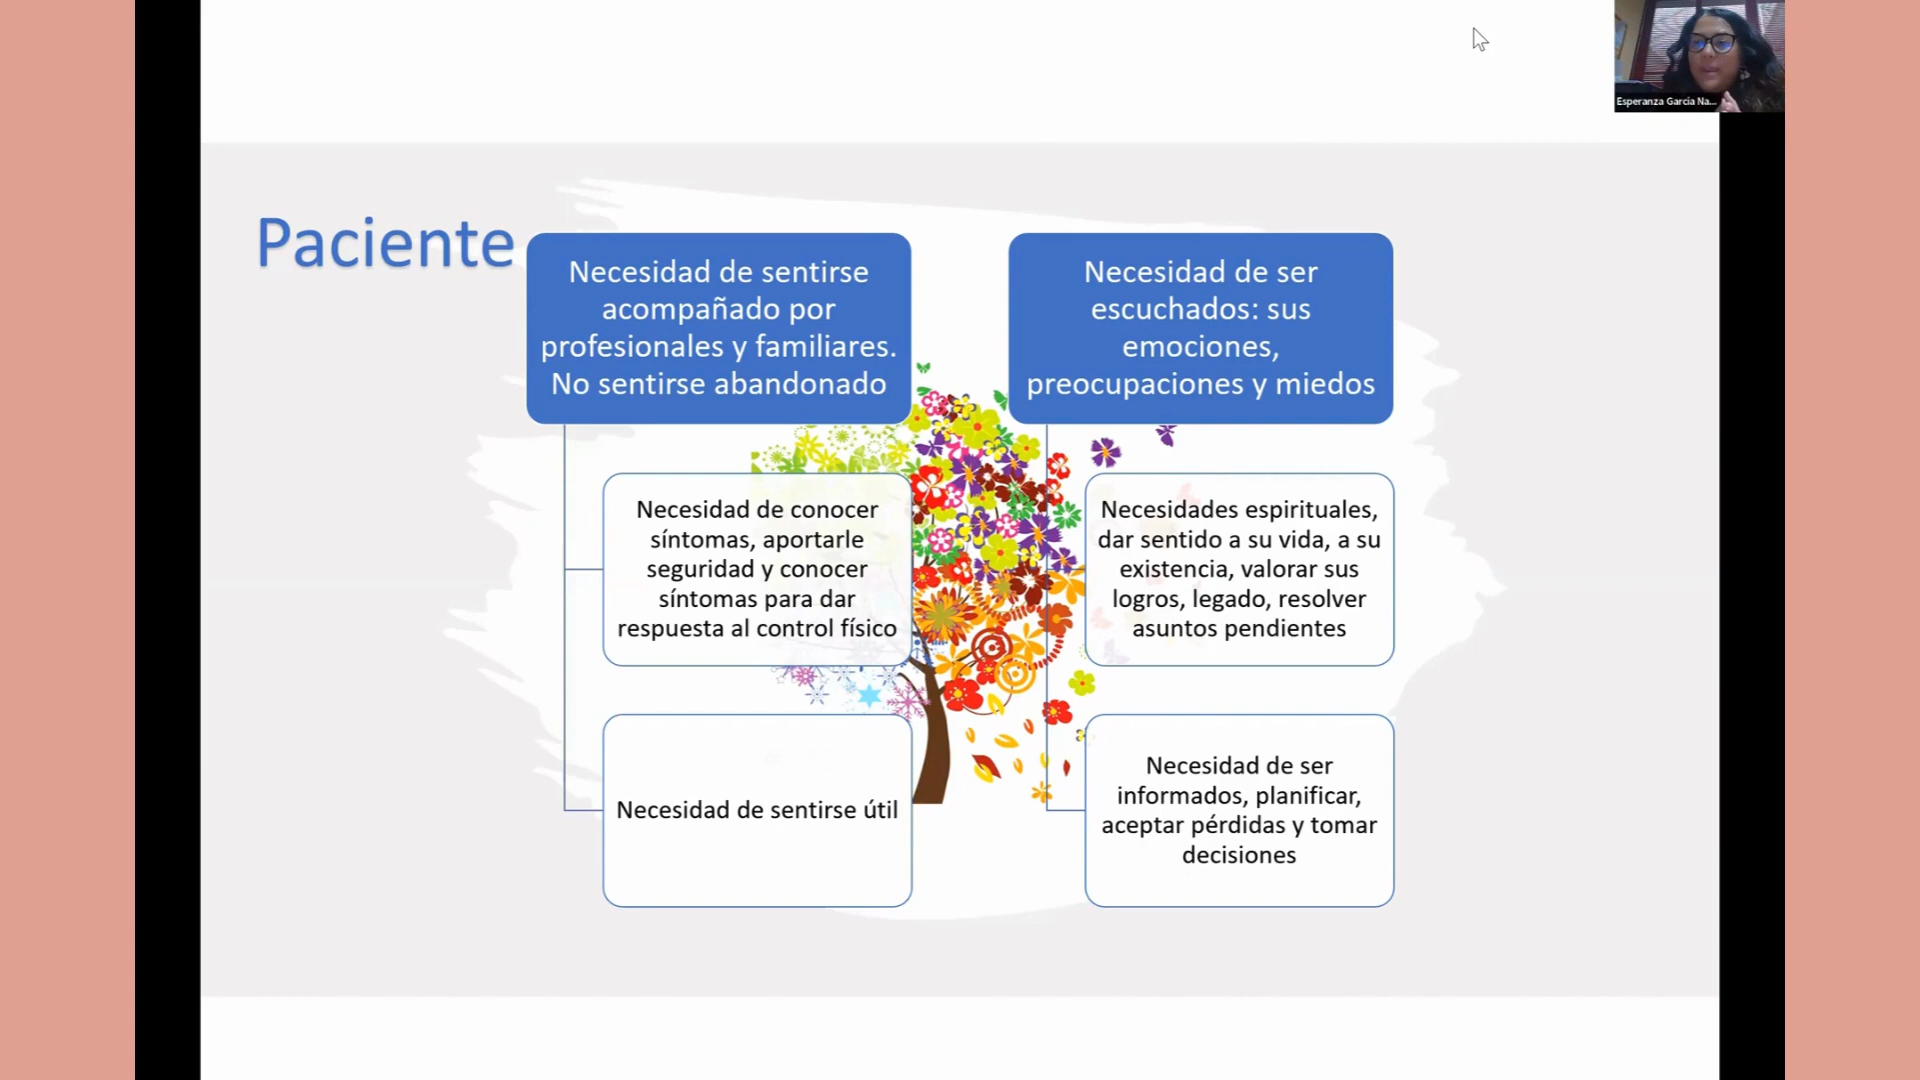 Paciente
Necesidad de sentirse
acompañado por
profesionales y familiares.
No sentirse abandonado
Necesidad de conocer
síntomas, aportarle
seguridad y conocer
síntomas para dar
respuesta al control físico
Necesidad de sentirse útil
Necesidad de ser
escuchados: sus
emociones,
preocupaciones y miedos
Necesidades espirituales,
dar sentido a su vida, a su
existencia, valorar sus
logros, legado, resolver
asuntos pendientes
Necesidad de ser
informados, planificar,
aceptar pérdidas y tomar
decisiones
Esperanza García Na...